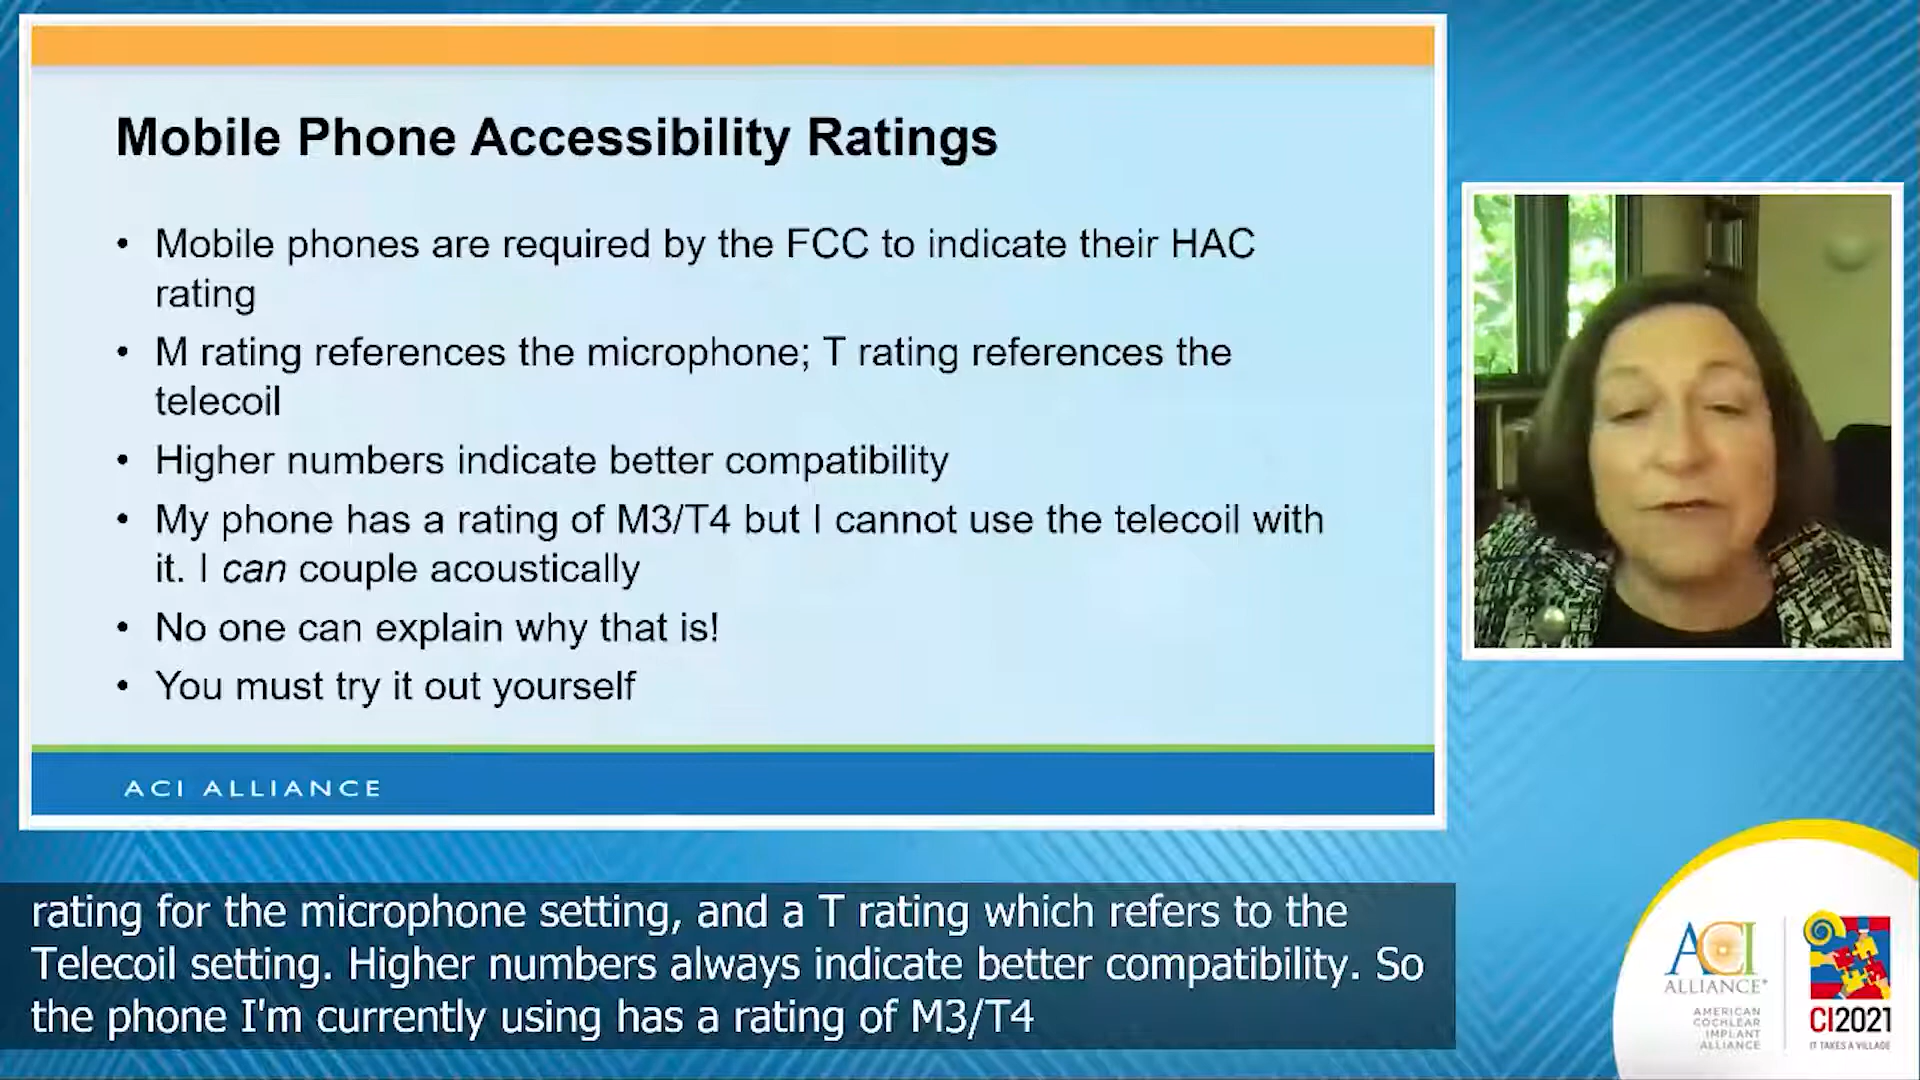 Mobile Phone Accessibility Ratings
• Mobile phones are required by the FCC to indicate their HAC
rating
• M rating references the microphone; T rating references the
telecoil
• Higher numbers indicate better compatibility
• My phone has a rating of M3/T4 but I cannot use the telecoil with
it. I can couple acoustically
• No one can explain why that is!
• You must try it out yourself
ACI ALLIANCE
rating for the microphone setting, and a T rating which refers to the
Telecoil setting. Higher numbers always indicate better compatibility. So
the phone I'm currently using has a rating of M3/T4
ACI
ALLIANCE
AMERICAN
COCHLEAR
IMPLANT
ALLIANCE
CI2021
IT TAKES A VILLAGE